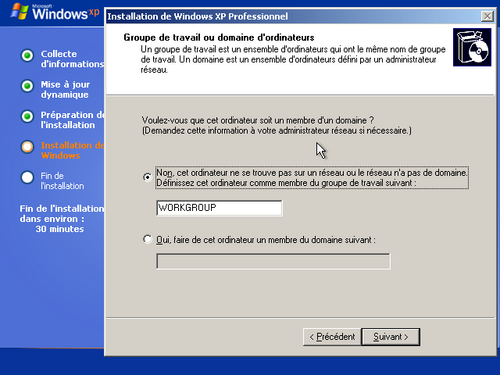 Microsoft
Windows xp
Collecte
d'informations
Mise à jour
dynamique
Préparation de
l'installation
Installation de
Windows
Fin de
l'installation
Fin de l'installation
dans environ :
30 minutes
Installation de Windows XP Professionnel
Groupe de travail ou domaine d'ordinateurs
Un groupe de travail est un ensemble d'ordinateurs qui ont le même nom de groupe
de travail. Un domaine est un ensemble d'ordinateurs défini par un administrateur
réseau.
Voulez-vous que cet ordinateur soit un membre d'un domaine ?
(Demandez cette information à votre administrateur réseau si nécessaire.)
Non, cet ordinateur ne se trouve pas sur un réseau ou le réseau n'a pas de domaine.
Définissez cet ordinateur comme membre du groupe de travail suivant :
WORKGROUP
Oui, faire de cet ordinateur un membre du domaine suivant :
< Précédent
Suivant >